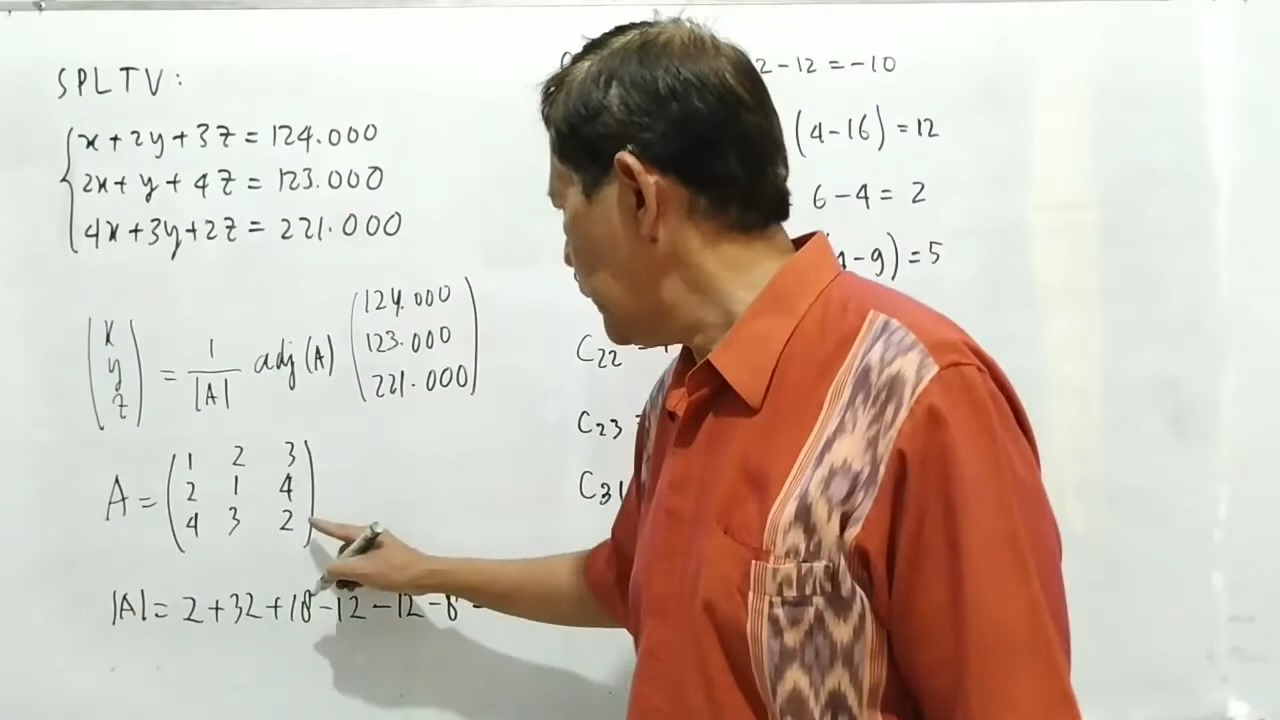 SPLTV:
x + 2y + 3z = 124.000
2x + y + 4z = 123.000
4x + 3y + 2z = 221.000
x
y
z
= 1/|A| adj(A)
124.000
123.000
221.000
A =
1 2 3
2 1 4
4 3 2
|A| = 2 + 32 + 18 - 12 - 12 - 8 =
2 - 12 = -10
(4 - 16) = 12
6 - 4 = 2
- 9) = 5
C22 =
C23 =
C31